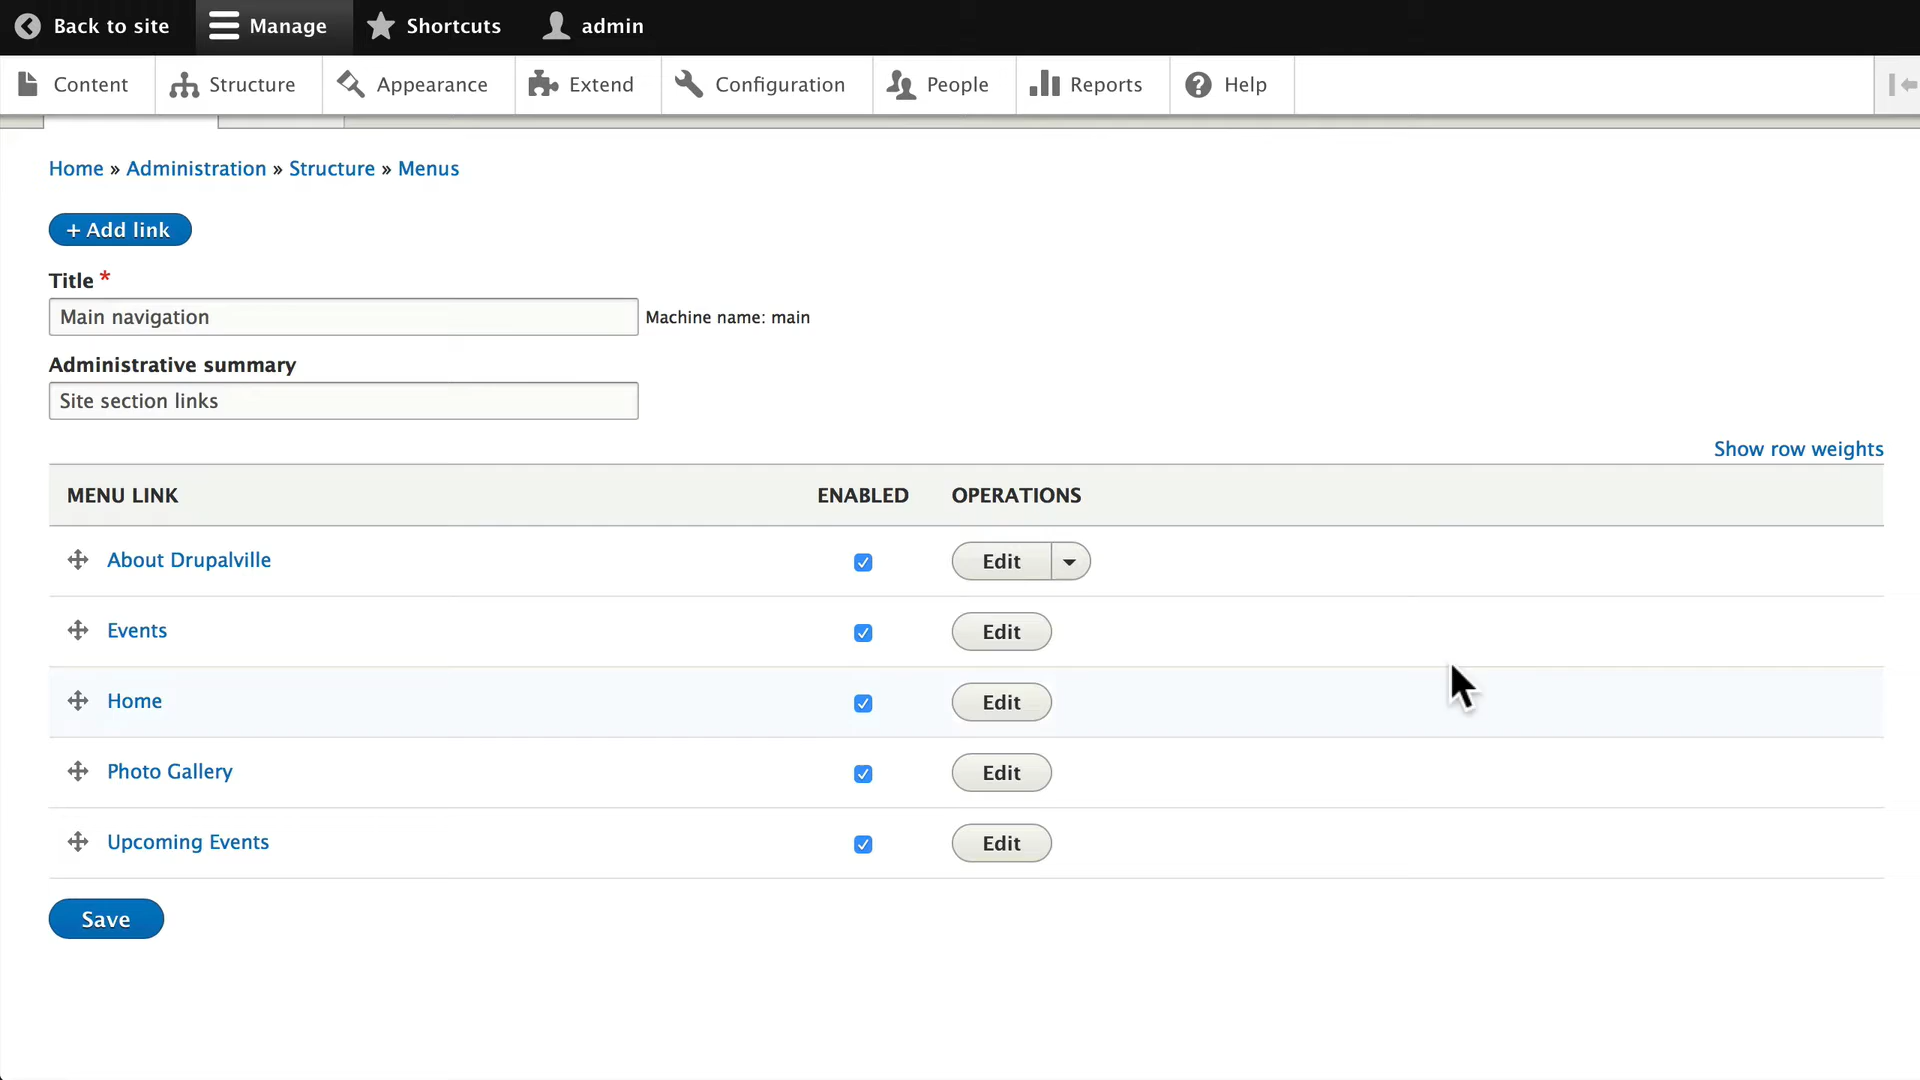 Back to site Manage Shortcuts admin
Content Structure Appearance Extend Configuration People Reports Help
Home » Administration » Structure » Menus
+ Add link
Title *
Main navigation Machine name: main
Administrative summary
Site section links
Show row weights
MENU LINK ENABLED OPERATIONS
About Drupalville Edit
Events Edit
Home Edit
Photo Gallery Edit
Upcoming Events Edit
Save